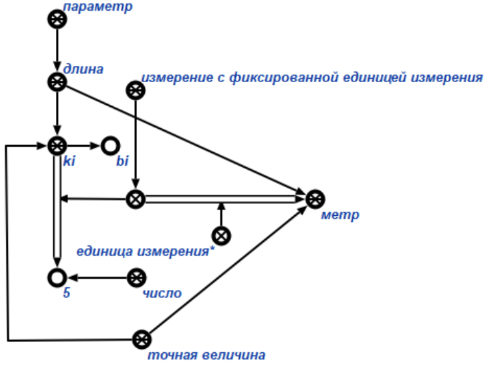 параметр
длина
измерение с фиксированной единицей измерения
ki
bi
метр
единица измерения*
5
число
точная величина